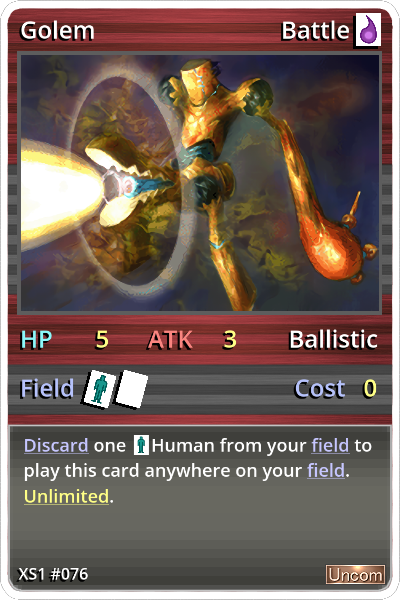 Golem Battle
HP 5 ATK 3 Ballistic
Field Cost 0
Discard one Human from your field to
play this card anywhere on your field.
Unlimited.
XS1 #076 Uncom